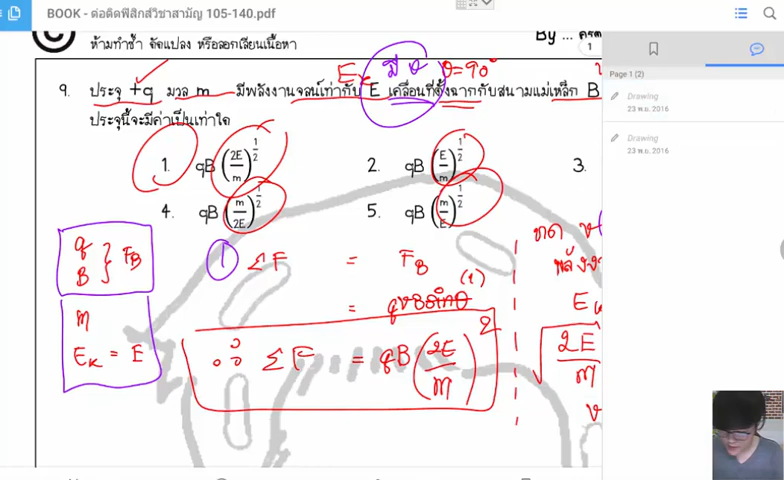 BOOK - ต่อติดฟิสิกส์วิชาสามัญ 105-140.pdf
ห้ามทำซ้ำ ดัดแปลง หรือลอกเรียนเนื้อหา
By ...
1
Page 1 (2)
Drawing
23 พ.ย. 2016
Drawing
23 พ.ย. 2016
Eₖ มี v θ=90°
9. ประจุ +q มวล m มีพลังงานจลน์เท่ากับ E เคลื่อนที่ตั้งฉากกับสนามแม่เหล็ก B
ประจุนี้จะมีค่าเป็นเท่าใด
1. qB (2E/m)^1/2 2. qB (E/m)^1/2 3.
4. qB (m/2E)^1/2 5. qB (m/E)^1/2
q B } F_B
m
Eₖ = E
1 ΣF = F_B
= qvBsinθ (1)
∴ ΣF = qB (2E/m)
หา v
√2E/m